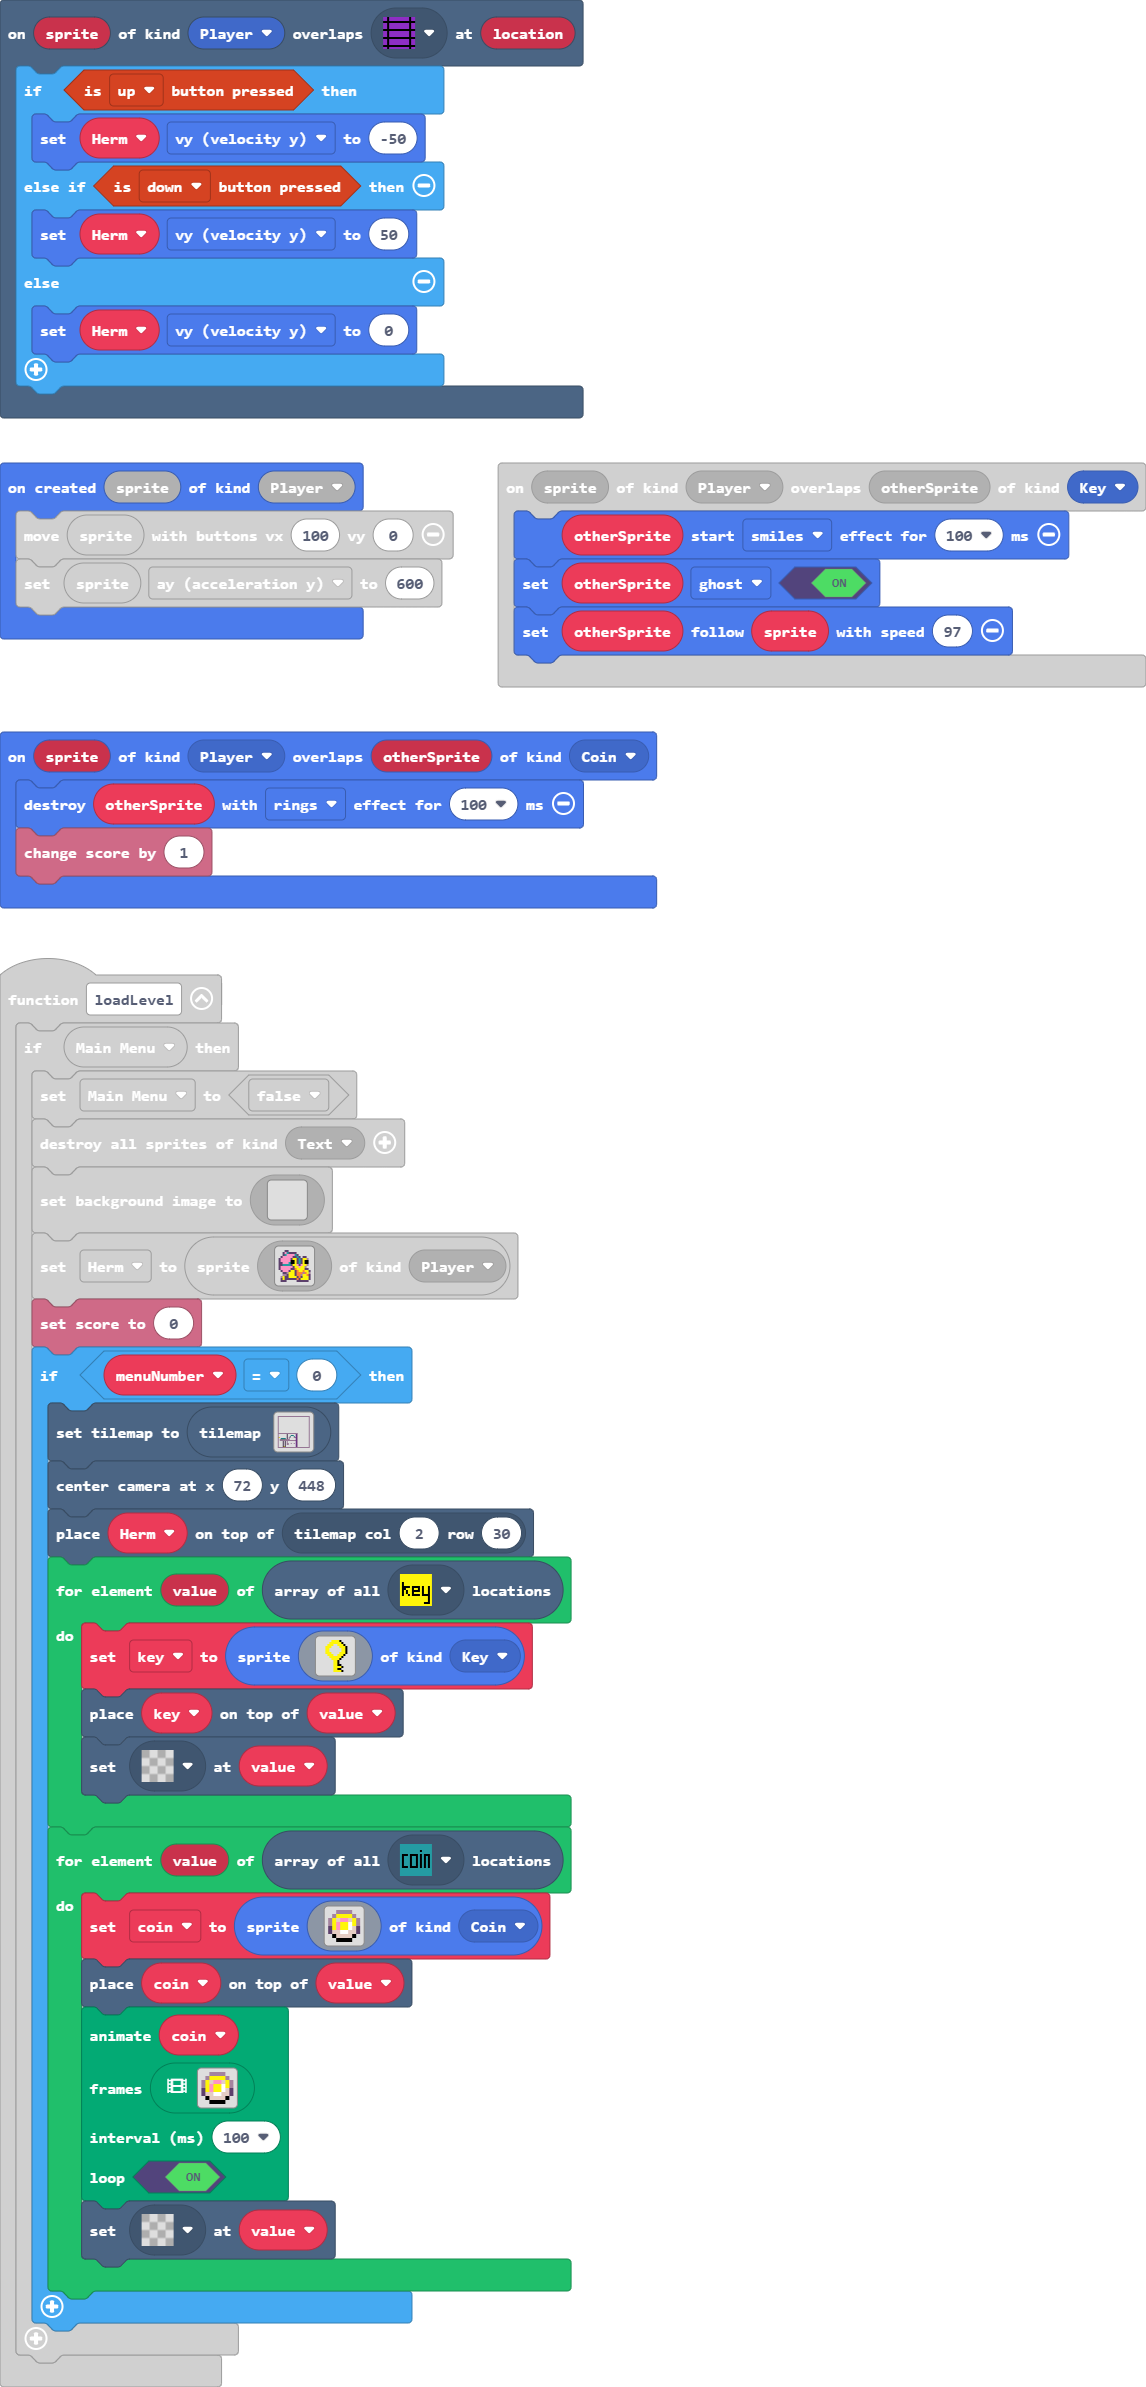 on sprite of kind Player overlaps at location
if is up button pressed then
set Herm vy (velocity y) to -50
else if is down button pressed then
set Herm vy (velocity y) to 50
else
set Herm vy (velocity y) to 0
on created sprite of kind Player
move sprite with buttons vx 100 vy 0
set sprite ay (acceleration y) to 600
on sprite of kind Player overlaps otherSprite of kind Key
otherSprite start smiles effect for 100 ms
set otherSprite ghost ON
set otherSprite follow sprite with speed 97
on sprite of kind Player overlaps otherSprite of kind Coin
destroy otherSprite with rings effect for 100 ms
change score by 1
function loadLevel
if Main Menu then
set Main Menu to false
destroy all sprites of kind Text
set background image to
set Herm to sprite of kind Player
set score to 0
if menuNumber = 0 then
set tilemap to tilemap
center camera at x 72 y 448
place Herm on top of tilemap col 2 row 30
for element value of array of all key locations
do
set key to sprite of kind Key
place key on top of value
set at value
for element value of array of all coin locations
do
set coin to sprite of kind Coin
place coin on top of value
animate coin
frames
interval (ms) 100
loop ON
set at value